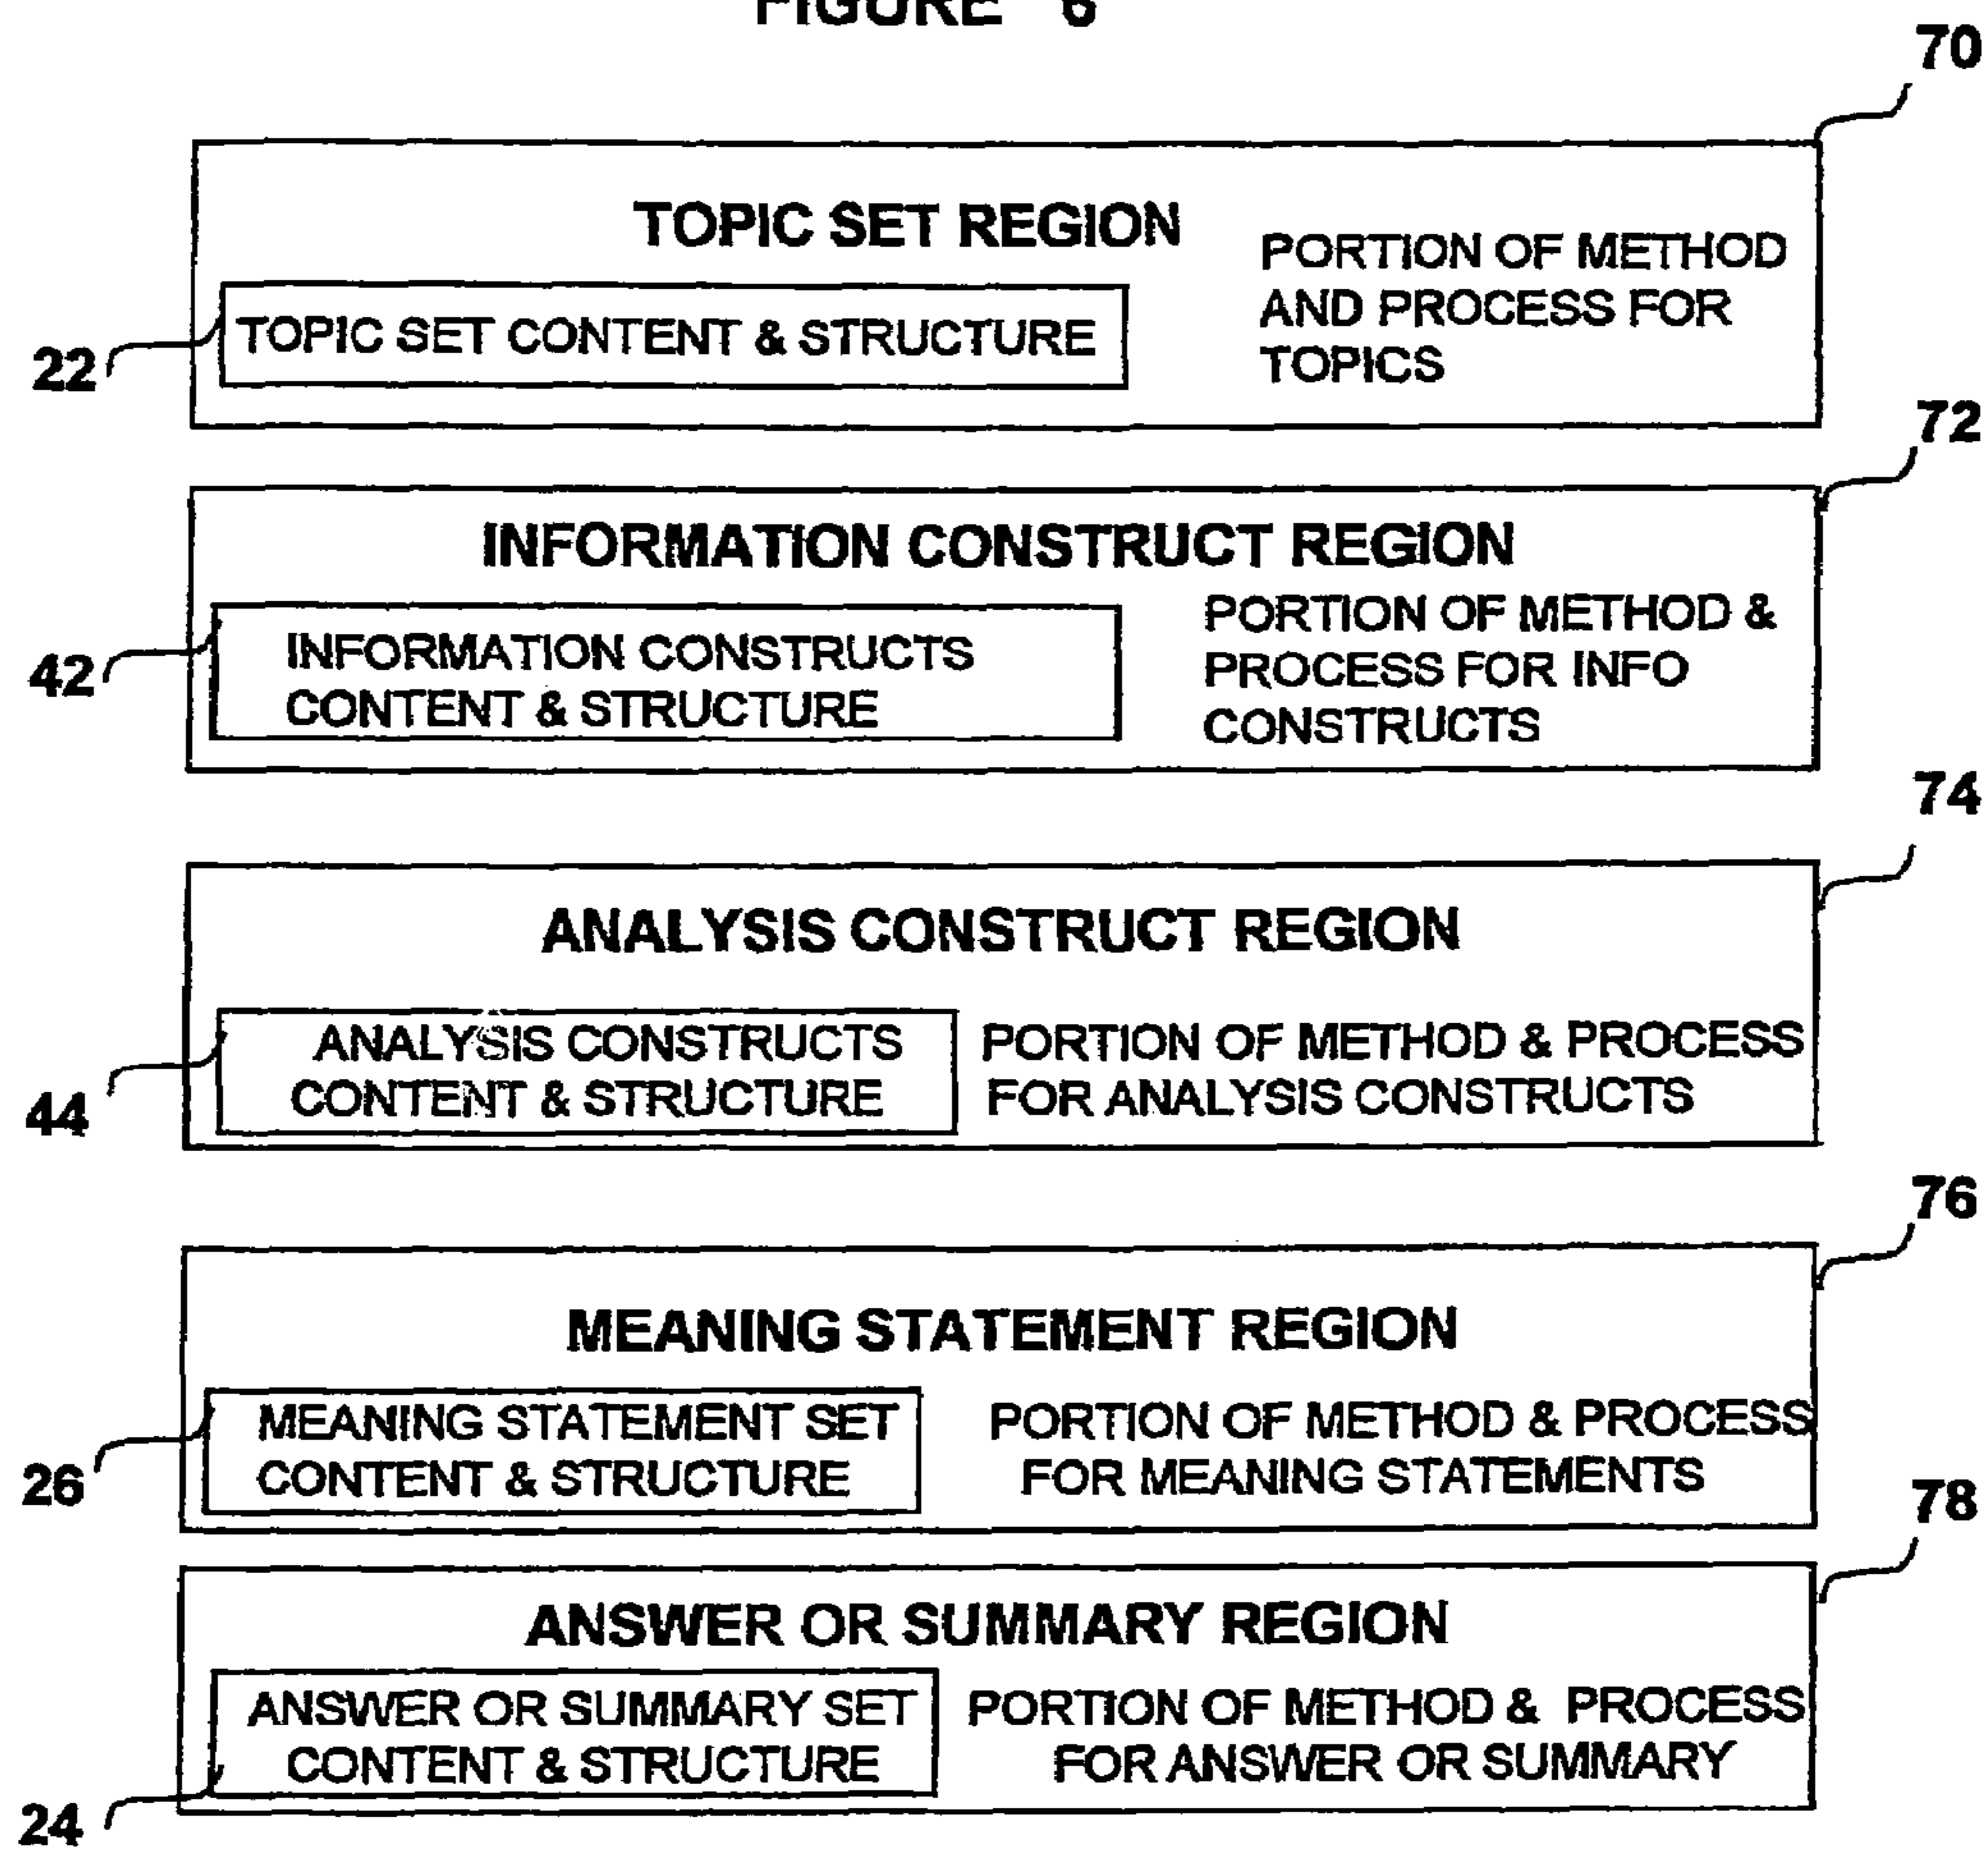 FIGURE 6
70
TOPIC SET REGION
PORTION OF METHOD
AND PROCESS FOR
TOPICS
TOPIC SET CONTENT & STRUCTURE
22
72
INFORMATION CONSTRUCT REGION
INFORMATION CONSTRUCTS
CONTENT & STRUCTURE
PORTION OF METHOD &
PROCESS FOR INFO
CONSTRUCTS
42
74
ANALYSIS CONSTRUCT REGION
ANALYSIS CONSTRUCTS
CONTENT & STRUCTURE
PORTION OF METHOD & PROCESS
FOR ANALYSIS CONSTRUCTS
44
76
MEANING STATEMENT REGION
MEANING STATEMENT SET
CONTENT & STRUCTURE
PORTION OF METHOD & PROCESS
FOR MEANING STATEMENTS
26
78
ANSWER OR SUMMARY REGION
ANSWER OR SUMMARY SET
CONTENT & STRUCTURE
PORTION OF METHOD & PROCESS
FOR ANSWER OR SUMMARY
24